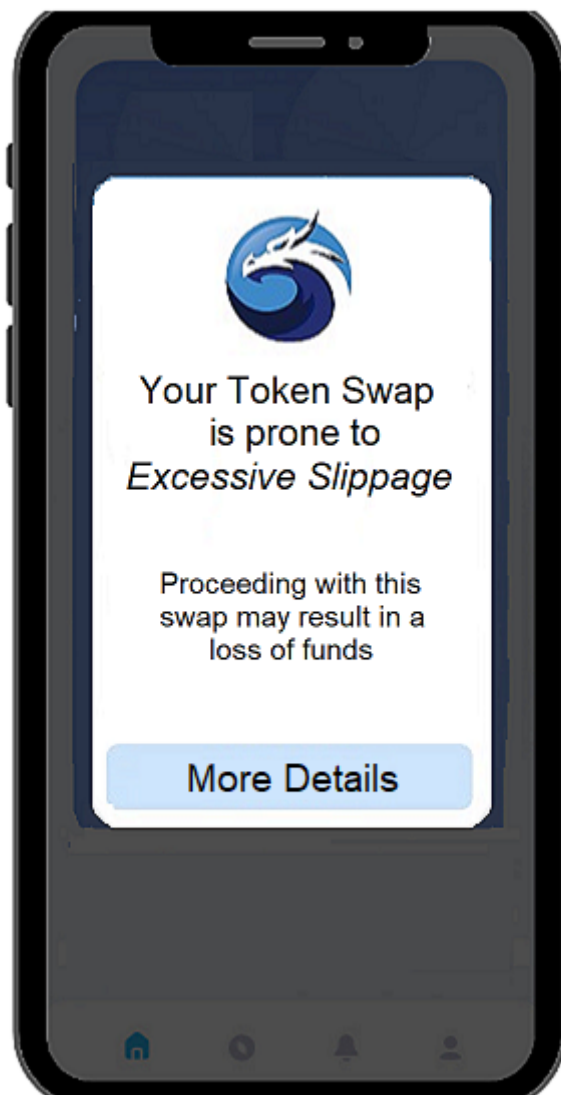 Your Token Swap
is prone to
Excessive Slippage
Proceeding with this
swap may result in a
loss of funds
More Details